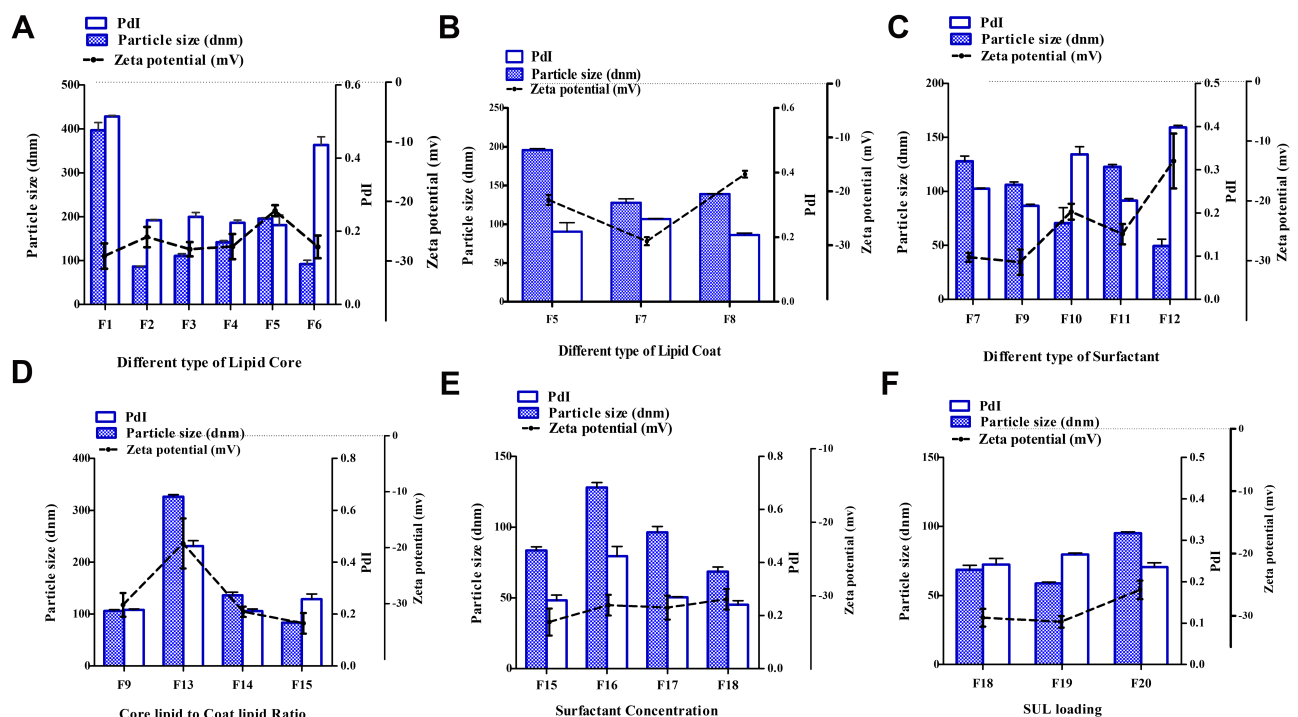 A
PdI
Particle size (dnm)
Zeta potential (mV)
500
400
300
200
100
0
Particle size (dnm)
0.6
0.4
0.2
0.0
PdI
0
-10
-20
-30
Zeta potential (mv)
F1 F2 F3 F4 F5 F6
Different type of Lipid Core
B
PdI
Particle size (dnm)
Zeta potential (mV)
250
200
150
100
50
0
Particle size (dnm)
0.6
0.4
0.2
0.0
PdI
0
-10
-20
-30
Zeta potential (mv)
F5 F7 F8
Different type of Lipid Coat
C
PdI
Particle size (dnm)
Zeta potential (mV)
200
150
100
50
0
Particle size (dnm)
0.5
0.4
0.3
0.2
0.1
0.0
PdI
0
-10
-20
-30
Zeta potential (mv)
F7 F9 F10 F11 F12
Different type of Surfactant
D
PdI
Particle size (dnm)
Zeta potential (mV)
400
300
200
100
0
Particle size (dnm)
0.8
0.6
0.4
0.2
0.0
PdI
0
-10
-20
-30
Zeta potential (mv)
F9 F13 F14 F15
Core lipid to Coat lipid Ratio
E
PdI
Particle size (dnm)
Zeta potential (mV)
150
100
50
0
Particle size (dnm)
0.8
0.6
0.4
0.2
0.0
PdI
-10
-20
-30
Zeta potential (mv)
F15 F16 F17 F18
Surfactant Concentration
F
PdI
Particle size (dnm)
Zeta potential (mV)
150
100
50
0
Particle size (dnm)
0.5
0.4
0.3
0.2
0.1
0.0
PdI
0
-10
-20
-30
Zeta potential (mv)
F18 F19 F20
SUL loading